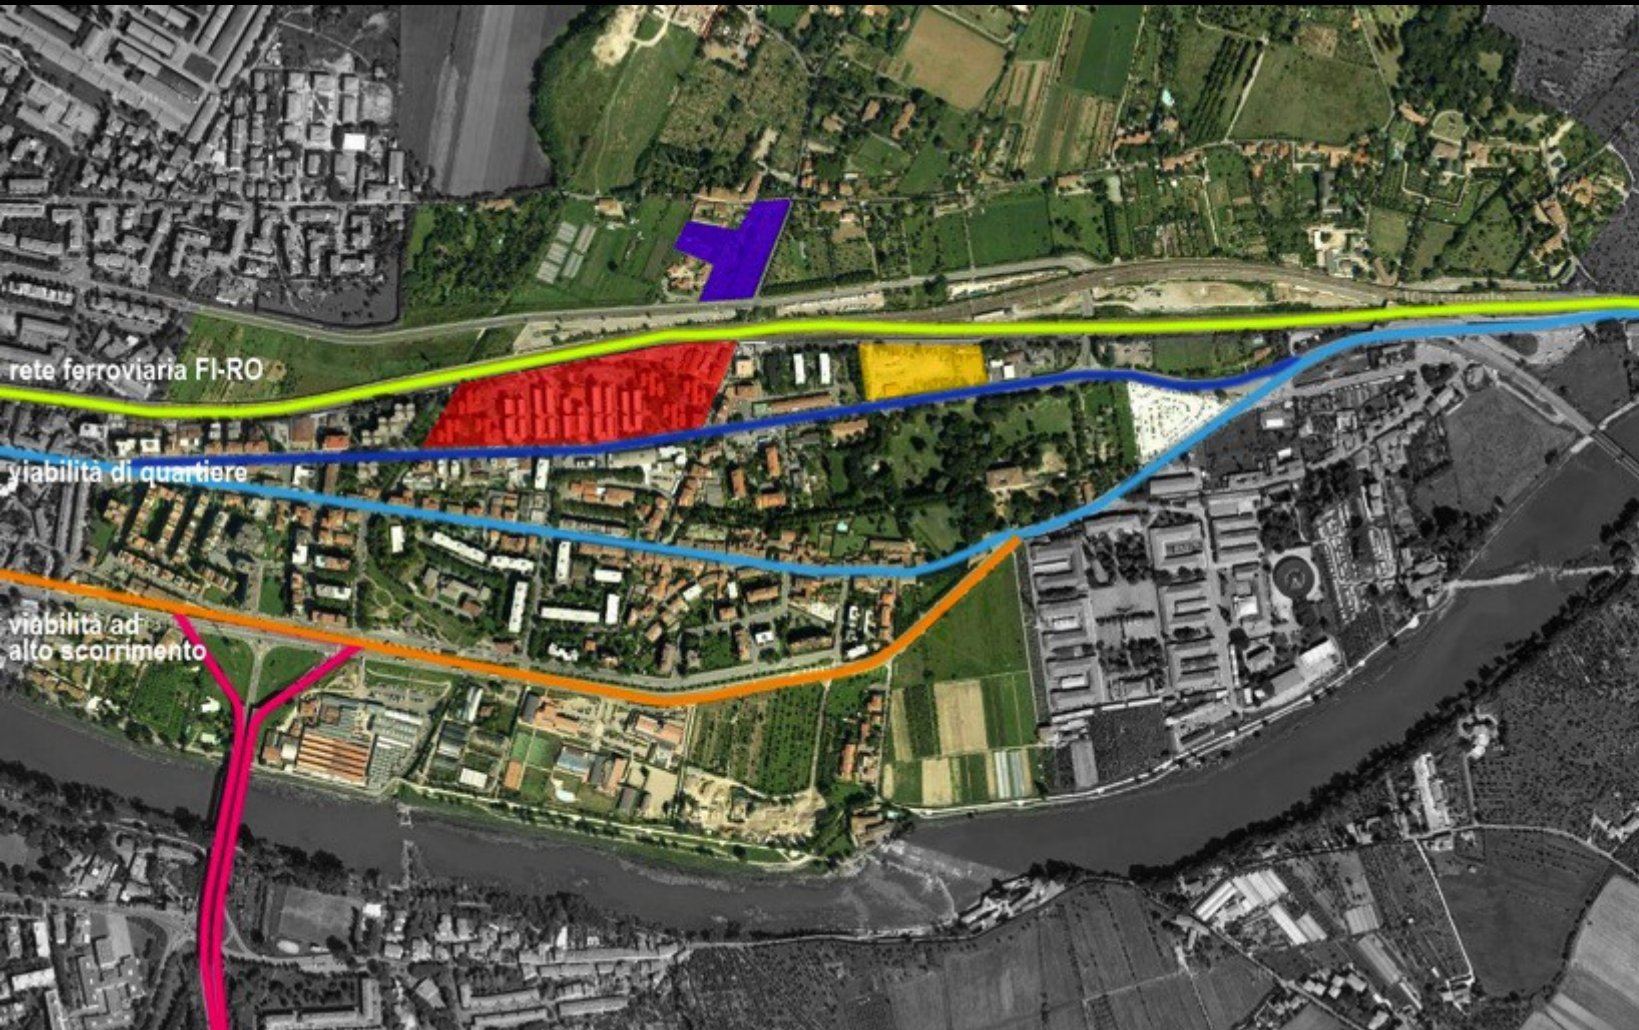 rete ferroviaria FI-RO
viabilità di quartiere
viabilità ad
alto scorrimento